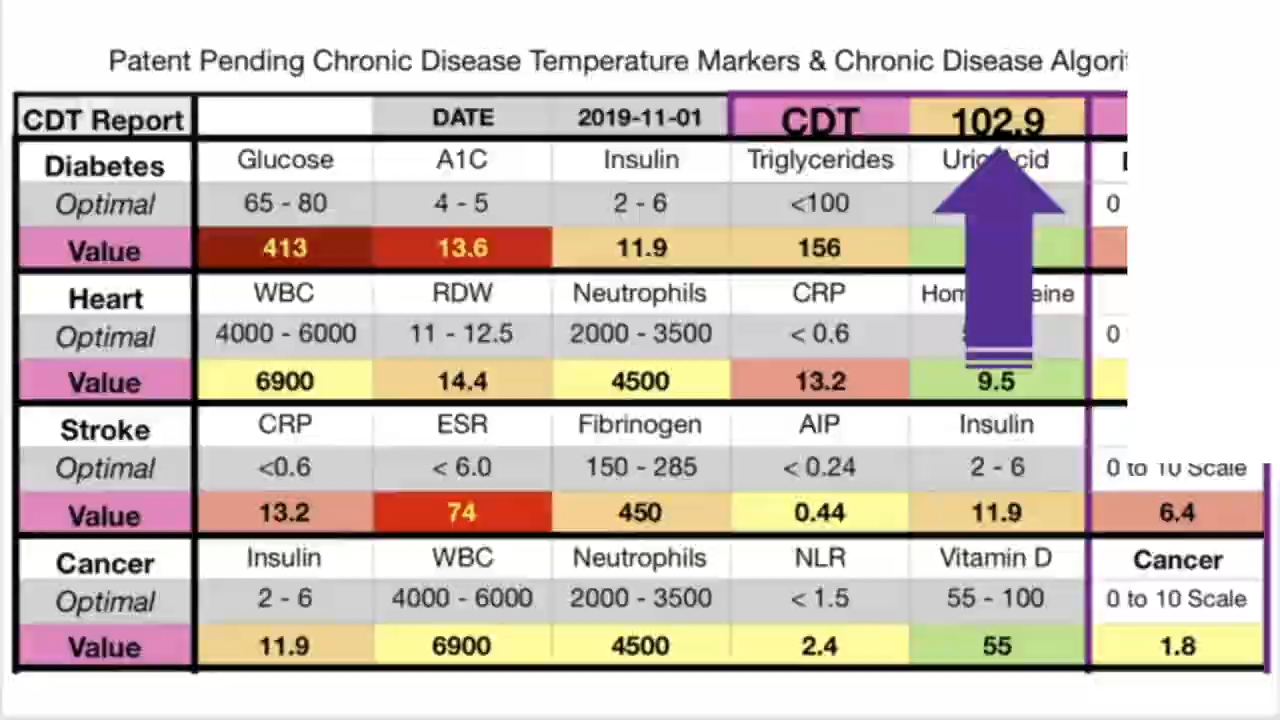 Patent Pending Chronic Disease Temperature Markers & Chronic Disease
CDT Report DATE 2019-11-01 CDT 102.9
Diabetes Glucose A1C Insulin Triglycerides
Optimal 65 - 80 4 - 5 2 - 6 <100 0
Value 413 13.6 11.9 156
Heart WBC RDW Neutrophils CRP
Optimal 4000 - 6000 11 - 12.5 2000 - 3500 < 0.6 0
Value 6900 14.4 4500 13.2 9.5
Stroke CRP ESR Fibrinogen AIP Insulin
Optimal <0.6 < 6.0 150 - 285 < 0.24 2 - 6 0 to 10 Scale
Value 13.2 74 450 0.44 11.9 6.4
Cancer Insulin WBC Neutrophils NLR Vitamin D Cancer
Optimal 2 - 6 4000 - 6000 2000 - 3500 < 1.5 55 - 100 0 to 10 Scale
Value 11.9 6900 4500 2.4 55 1.8